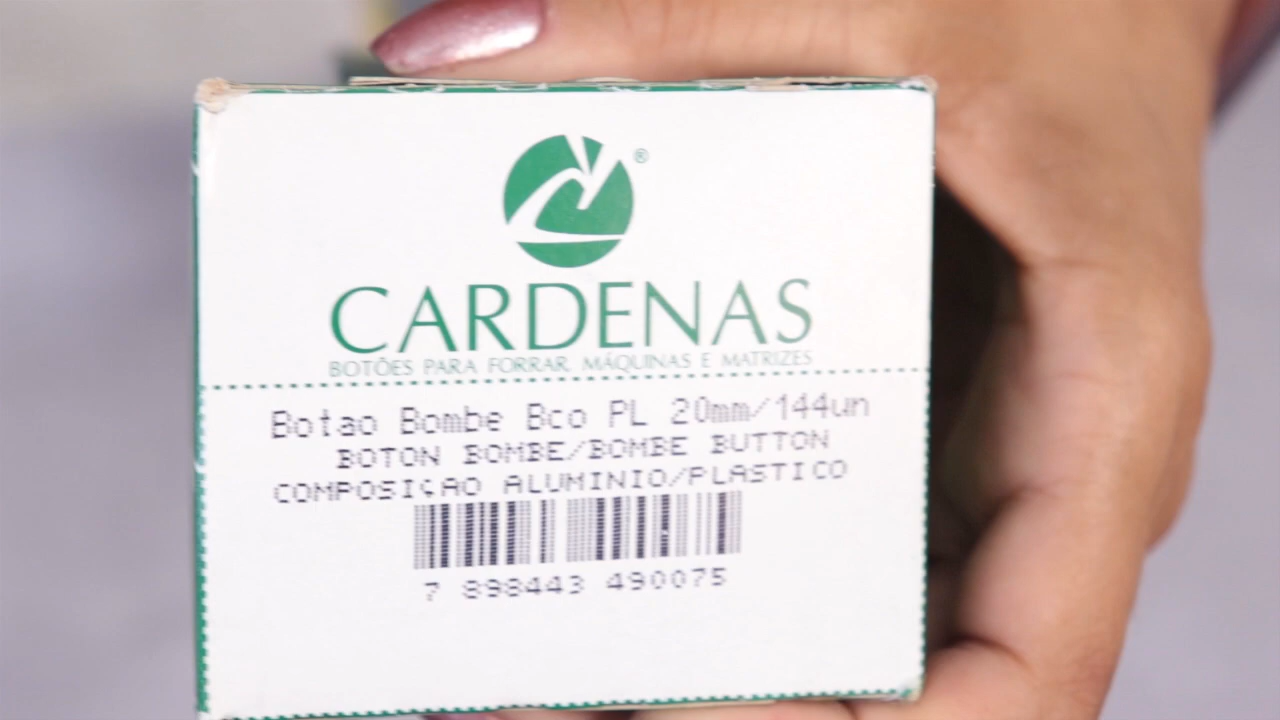 ®
CARDENAS
BOTÕES PARA FORRAR, MÁQUINAS E MATRIZES
Botao Bombe Bco PL 20mm/144un
BOTON BOMBE/BOMBE BUTTON
COMPOSIÇAO ALUMINIO/PLASTICO
7 898443 490075